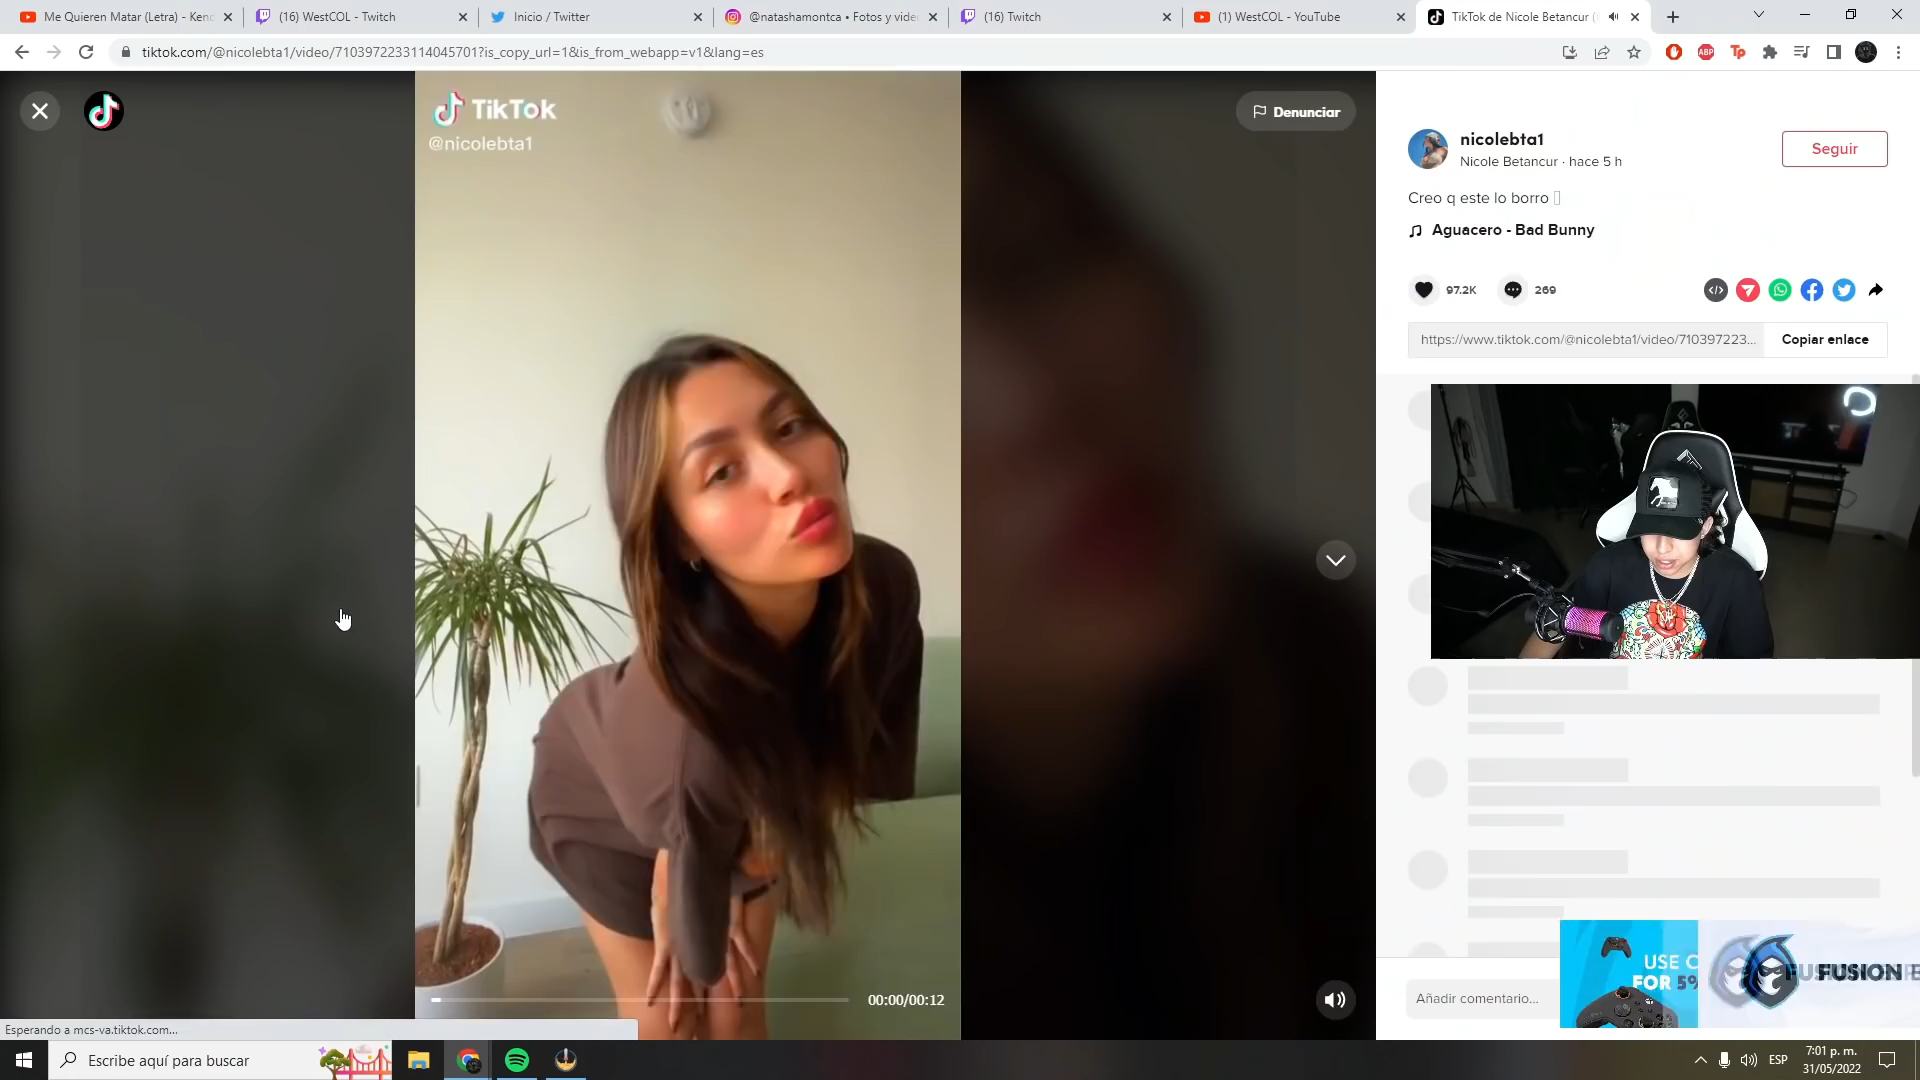 Me Quieren Matar (Letra) - Kend
(16) WestCOL - Twitch
Inicio / Twitter
@natashamontca • Fotos y vide
(16) Twitch
(1) WestCOL - YouTube
TikTok de Nicole Betancur (
tiktok.com/@nicolebta1/video/7103972233114045701?is_copy_url=1&is_from_webapp=v1&lang=es
ABP
Tp
TikTok
@nicolebta1
Denunciar
nicolebta1
Nicole Betancur · hace 5 h
Seguir
Creo q este lo borro
Aguacero - Bad Bunny
97.2K
269
https://www.tiktok.com/@nicolebta1/video/710397223...
Copiar enlace
00:00/00:12
USE C
FOR 5%
FUSION E
Añadir comentario...
Esperando a mcs-va.tiktok.com...
Escribe aquí para buscar
ESP
7:01 p. m.
31/05/2022